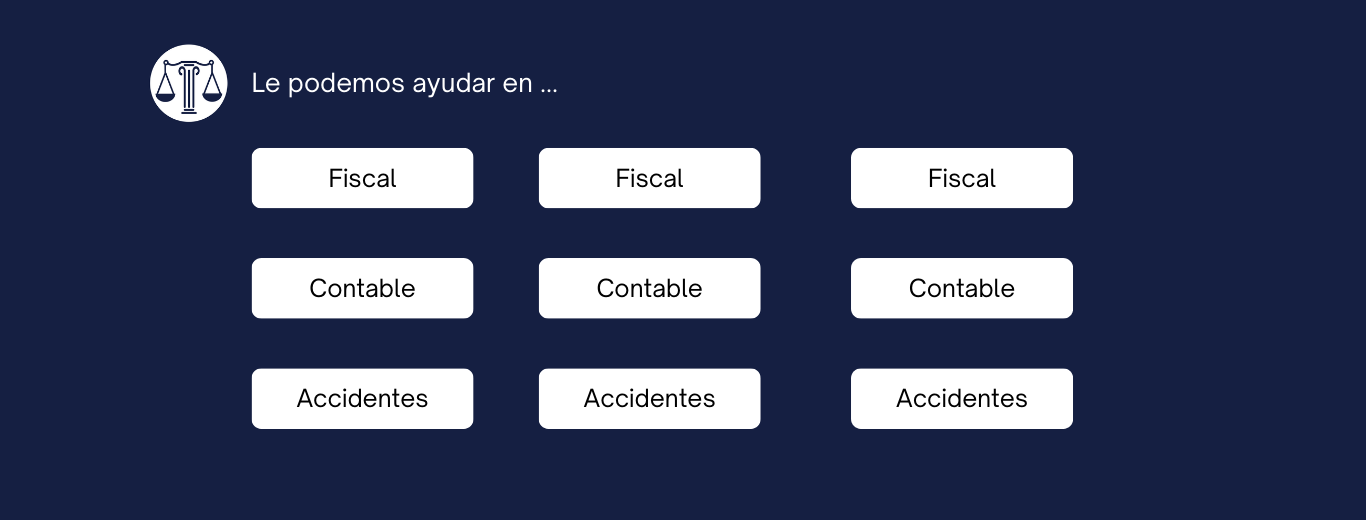 Le podemos ayudar en ...
Fiscal Fiscal Fiscal
Contable Contable Contable
Accidentes Accidentes Accidentes